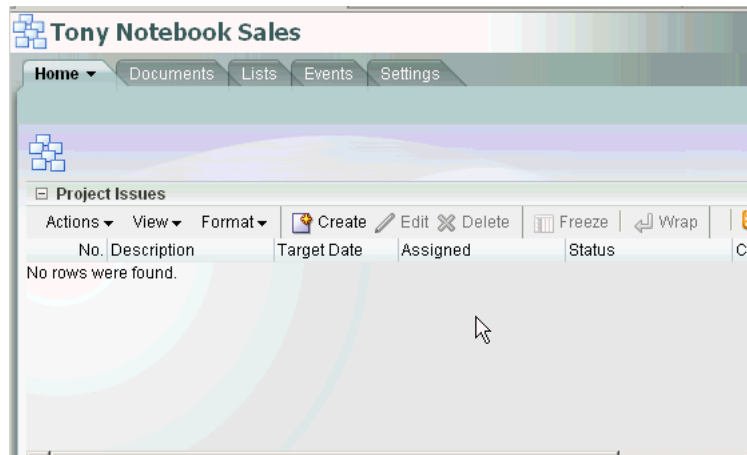 Tony Notebook Sales
Home Documents Lists Events Settings
Project Issues
Actions View Format Create Edit Delete Freeze Wrap
No. Description Target Date Assigned Status C
No rows were found.